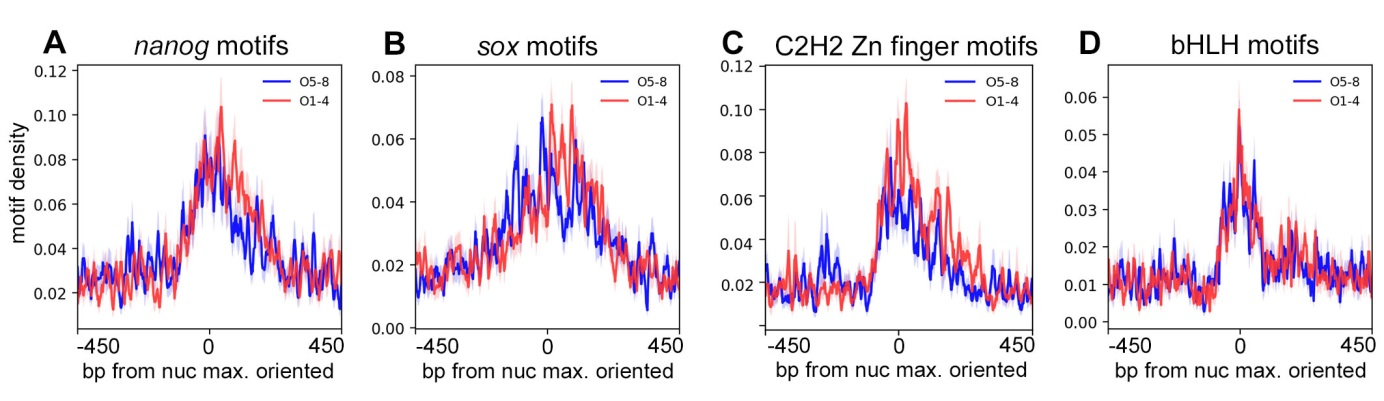 A nanog motifs
motif density
0.12
0.10
0.08
0.06
0.04
0.02
O5-8
O1-4
-450 0 450
bp from nuc max. oriented
B sox motifs
0.08
0.06
0.04
0.02
0.00
O5-8
O1-4
-450 0 450
bp from nuc max. oriented
C C2H2 Zn finger motifs
0.12
0.10
0.08
0.06
0.04
0.02
O5-8
O1-4
-450 0 450
bp from nuc max. oriented
D bHLH motifs
0.06
0.05
0.04
0.03
0.02
0.01
0.00
O5-8
O1-4
-450 0 450
bp from nuc max. oriented